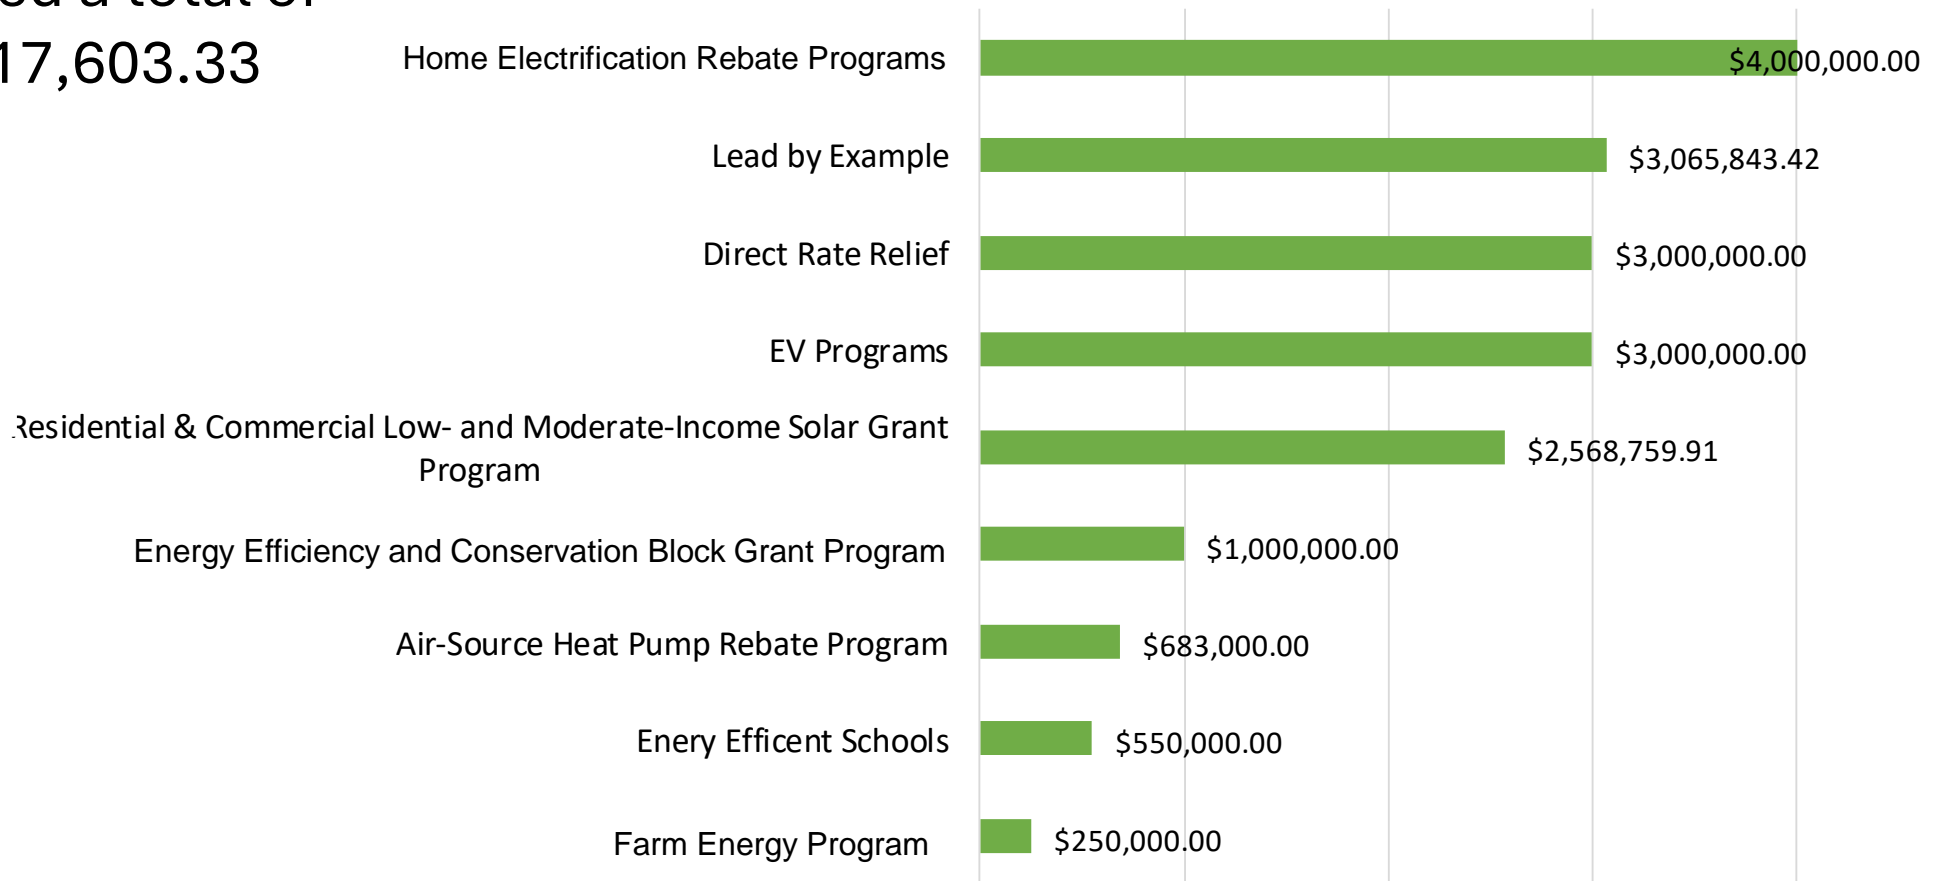 a total of
17,603.33
Home Electrification Rebate Programs
$4,000,000.00
Lead by Example
$3,065,843.42
Direct Rate Relief
$3,000,000.00
EV Programs
$3,000,000.00
Residential & Commercial Low- and Moderate-Income Solar Grant
Program
$2,568,759.91
Energy Efficiency and Conservation Block Grant Program
$1,000,000.00
Air-Source Heat Pump Rebate Program
$683,000.00
Enery Efficent Schools
$550,000.00
Farm Energy Program
$250,000.00